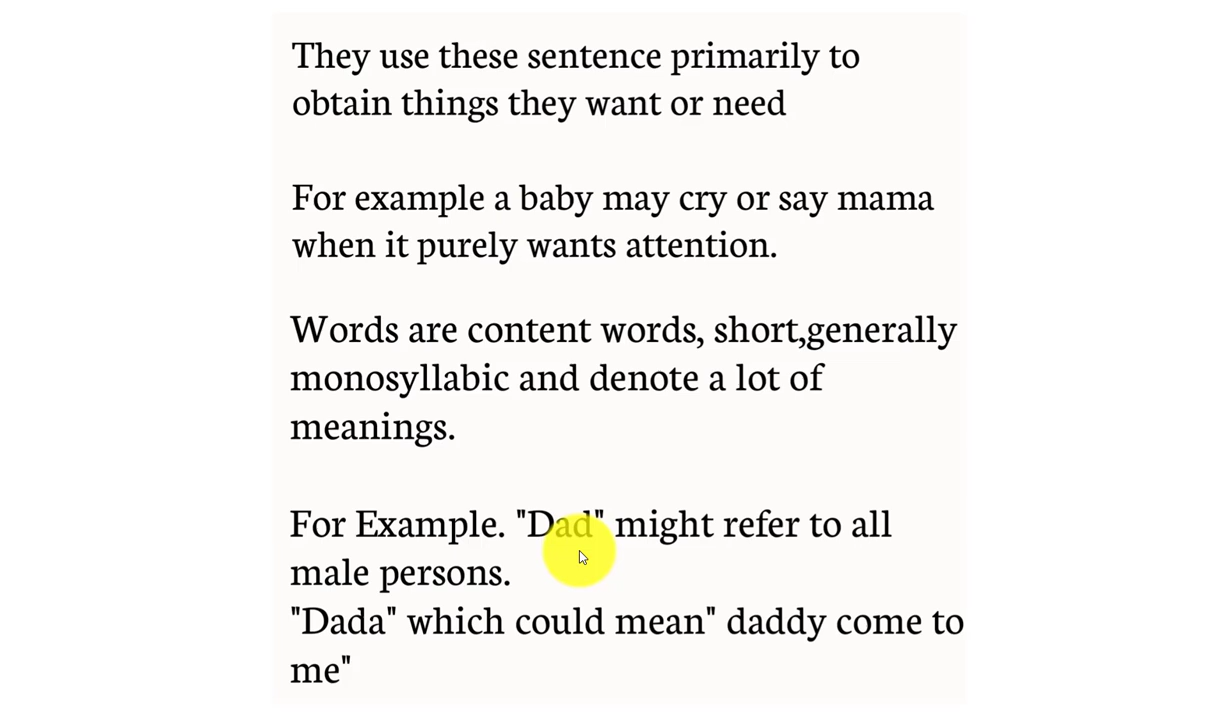 They use these sentence primarily to
obtain things they want or need
For example a baby may cry or say mama
when it purely wants attention.
Words are content words, short,generally
monosyllabic and denote a lot of
meanings.
For Example. "Dad" might refer to all
male persons.
"Dada" which could mean" daddy come to
me"